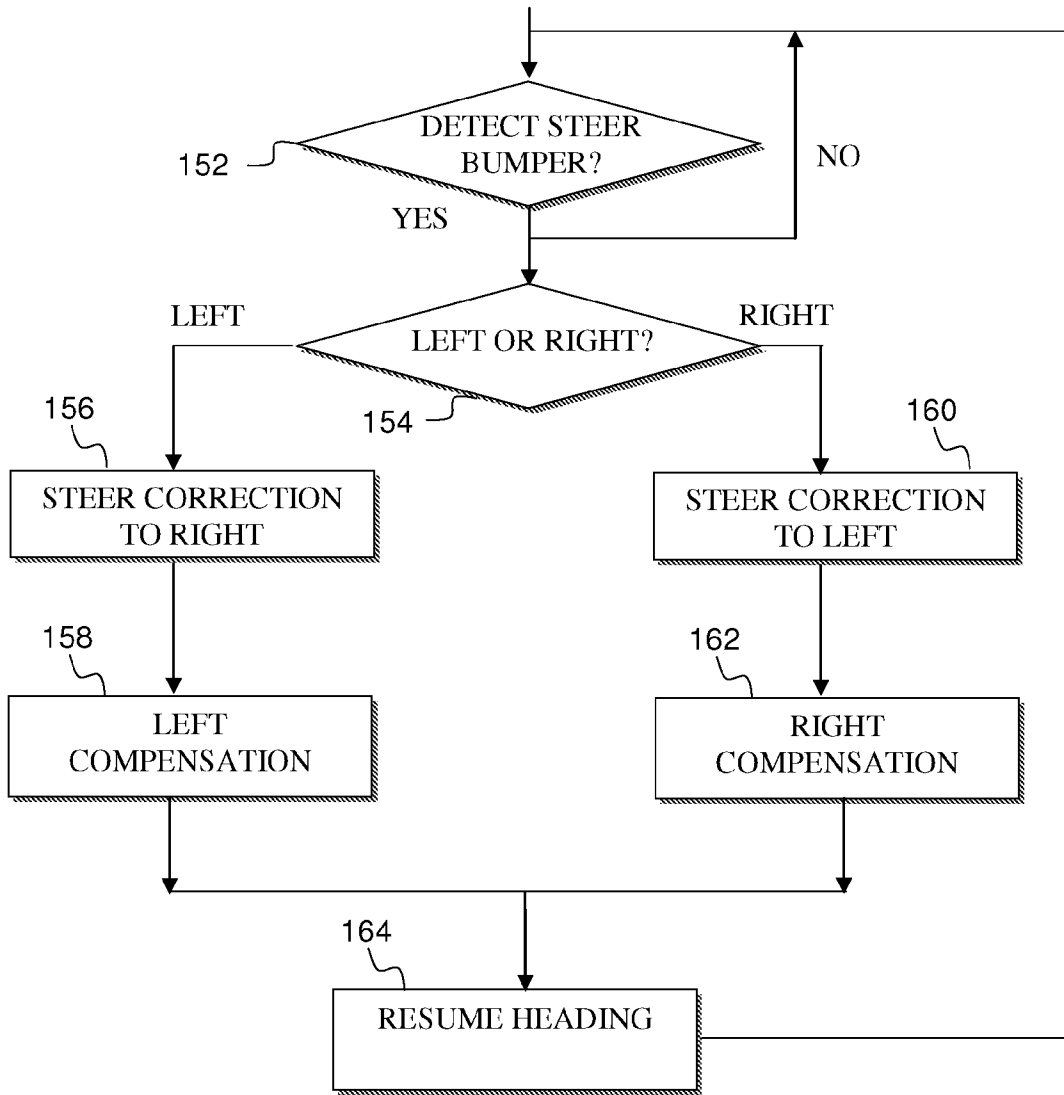 DETECT STEER
BUMPER?
152
NO
YES
LEFT
RIGHT
LEFT OR RIGHT?
154
156
160
STEER CORRECTION
TO RIGHT
STEER CORRECTION
TO LEFT
158
162
LEFT
COMPENSATION
RIGHT
COMPENSATION
164
RESUME HEADING